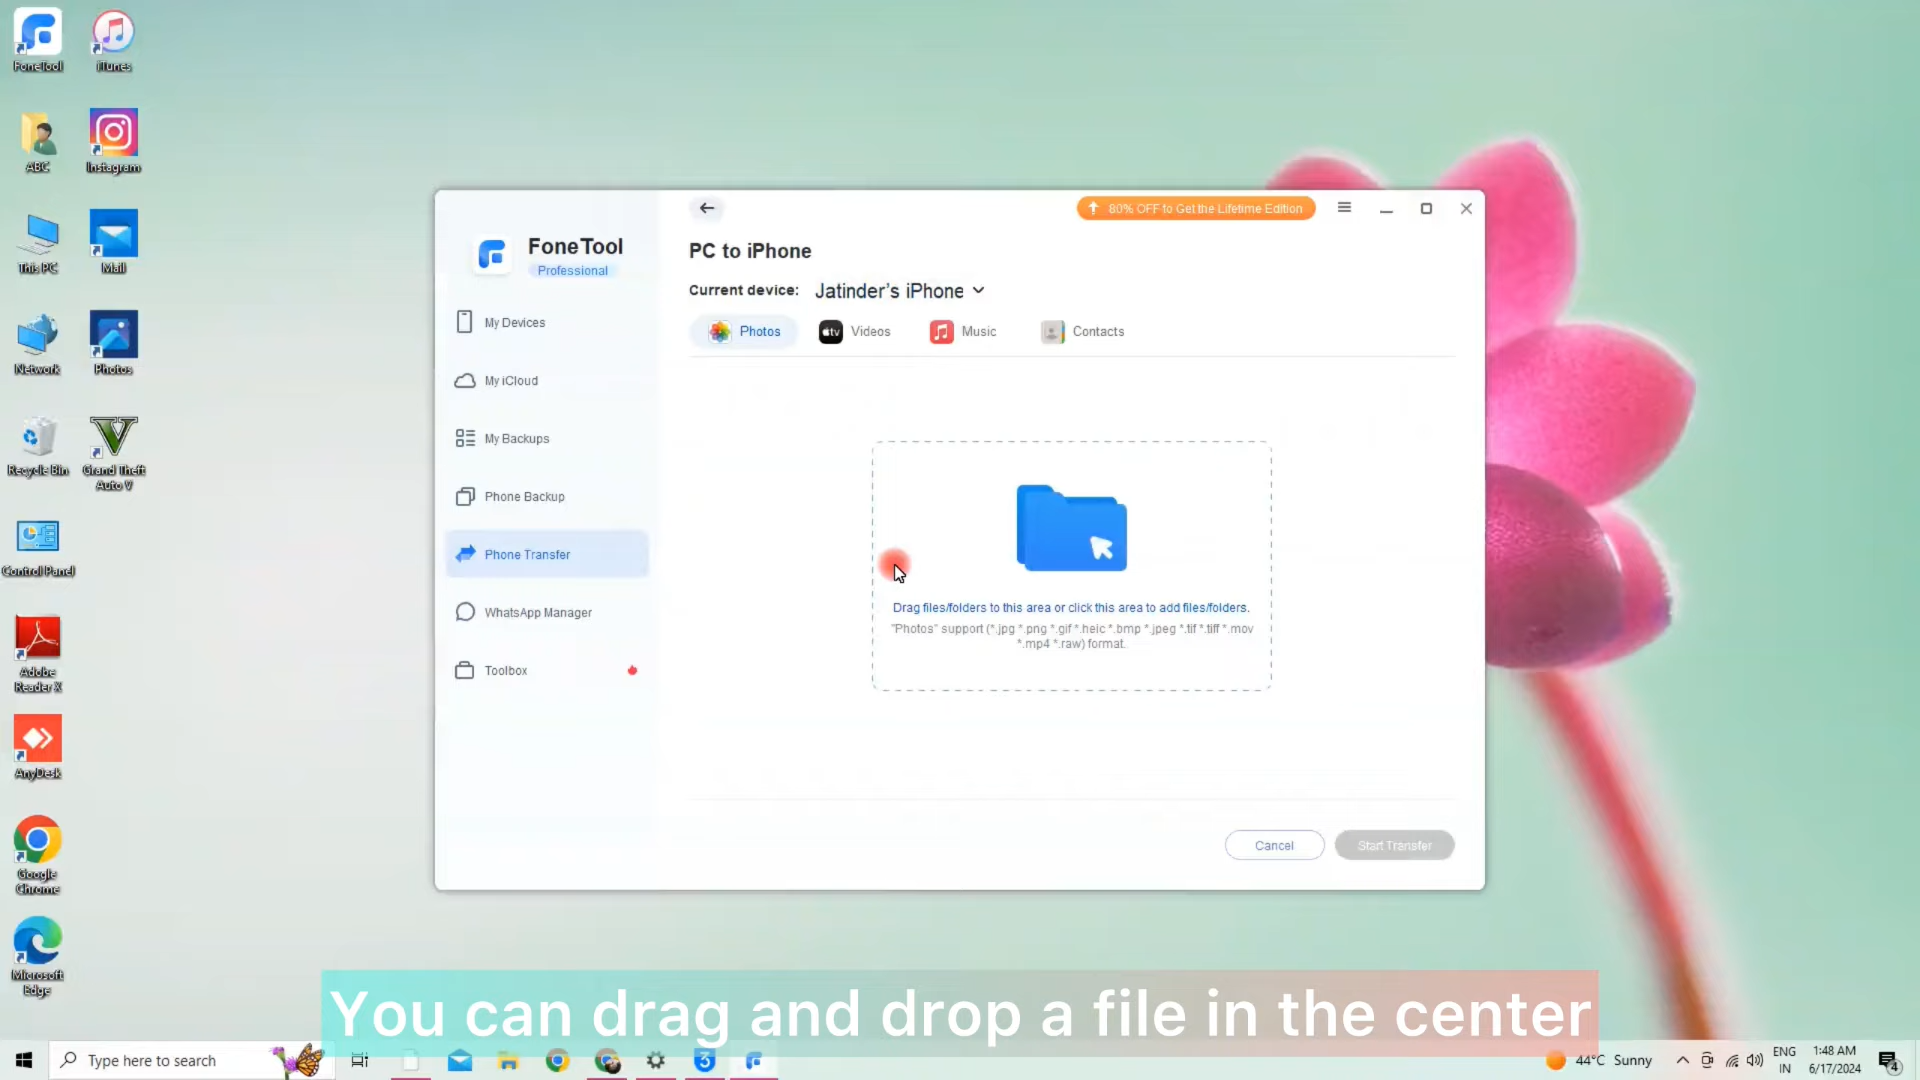 FoneTool
iTunes
ABC
Instagram
This PC
Mail
Network
Photos
Recycle Bin
Grand Theft
Auto V
Control Panel
Adobe
Reader X
AnyDesk
Google
Chrome
Microsoft
Edge
80% OFF to Get the Lifetime Edition
FoneTool
Professional
My Devices
My iCloud
My Backups
Phone Backup
Phone Transfer
WhatsApp Manager
Toolbox
PC to iPhone
Current device: Jatinder’s iPhone
Photos
tv Videos
Music
Contacts
Drag files/folders to this area or click this area to add files/folders.
"Photos" support (*.jpg *.png *.gif *.heic *.bmp *.jpeg *.tif *.tiff *.mov
*.mp4 *.raw) format.
Cancel
Start Transfer
You can drag and drop a file in the center
Type here to search
3
44°C Sunny
ENG
IN
1:48 AM
6/17/2024
4